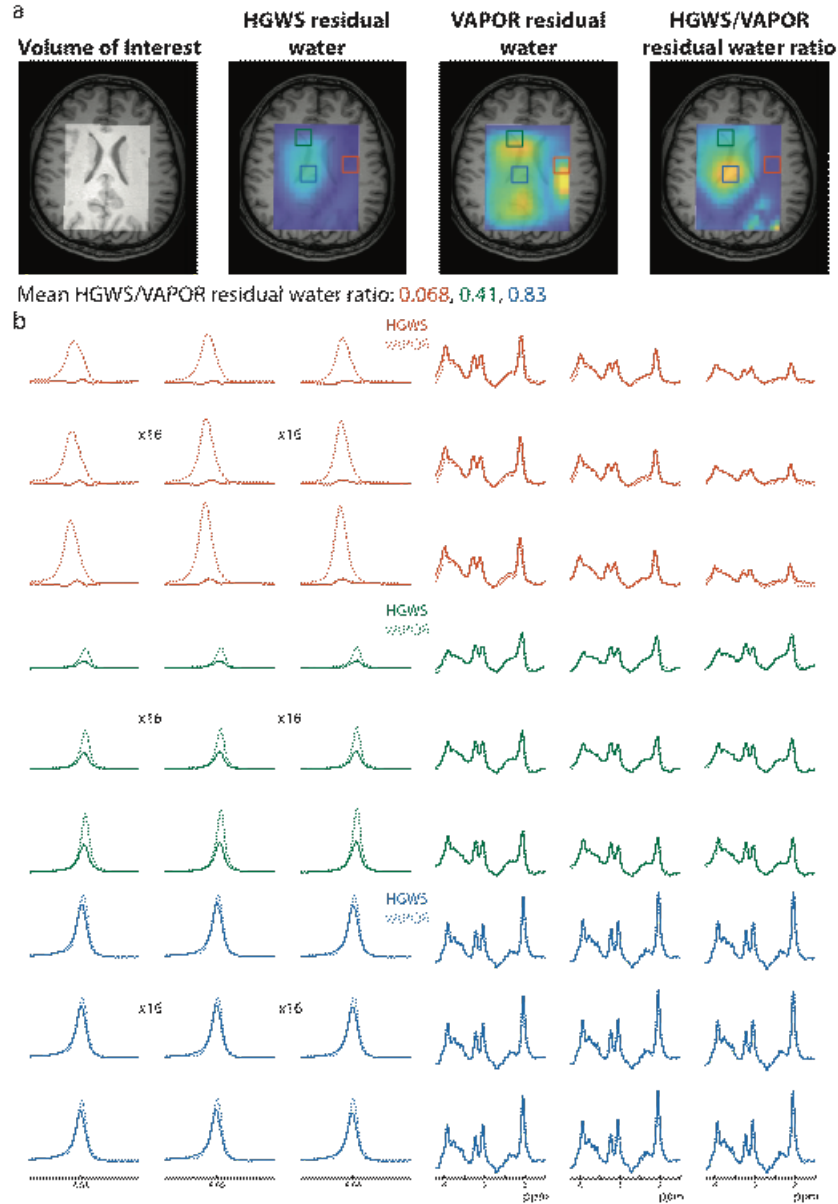 a
Volume of Interest
HGWS residual water
VAPOR residual water
HGWS/VAPOR residual water ratio
Mean HGWS/VAPOR residual water ratio: 0.068, 0.41, 0.83
b
HGWS
VAPOR
x16 x16
HGWS
VAPOR
x16 x16
HGWS
VAPOR
x16 x16
ppm ppm ppm